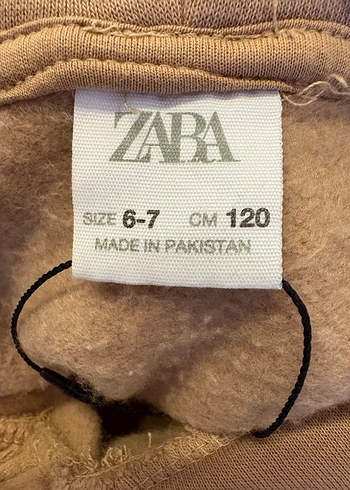 ZARA
SIZE 6-7 CM 120
MADE IN PAKISTAN